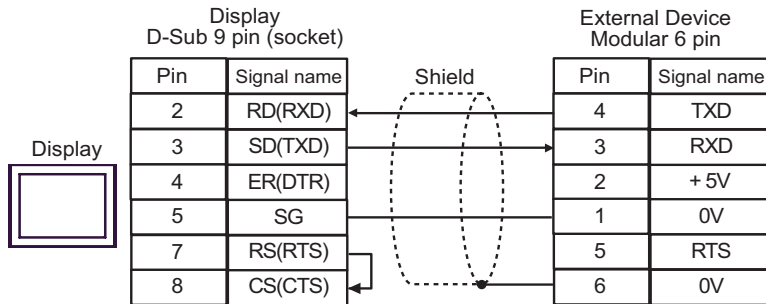 Display
D-Sub 9 pin (socket)
External Device
Modular 6 pin
Pin Signal name Shield Pin Signal name
2 RD(RXD) 4 TXD
Display 3 SD(TXD) 3 RXD
4 ER(DTR) 2 + 5V
5 SG 1 0V
7 RS(RTS) 5 RTS
8 CS(CTS) 6 0V